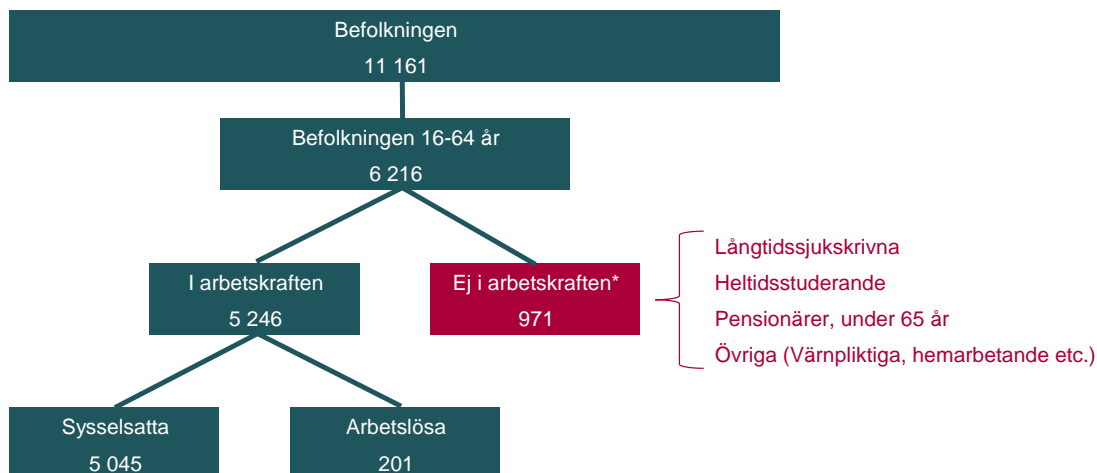 Befolkningen
11 161
Befolkningen 16-64 år
6 216
I arbetskraften
5 246
Ej i arbetskraften*
971
Långtidssjukskrivna
Heltidsstuderande
Pensionärer, under 65 år
Övriga (Värnpliktiga, hemarbetande etc.)
Sysselsatta
5 045
Arbetslösa
201